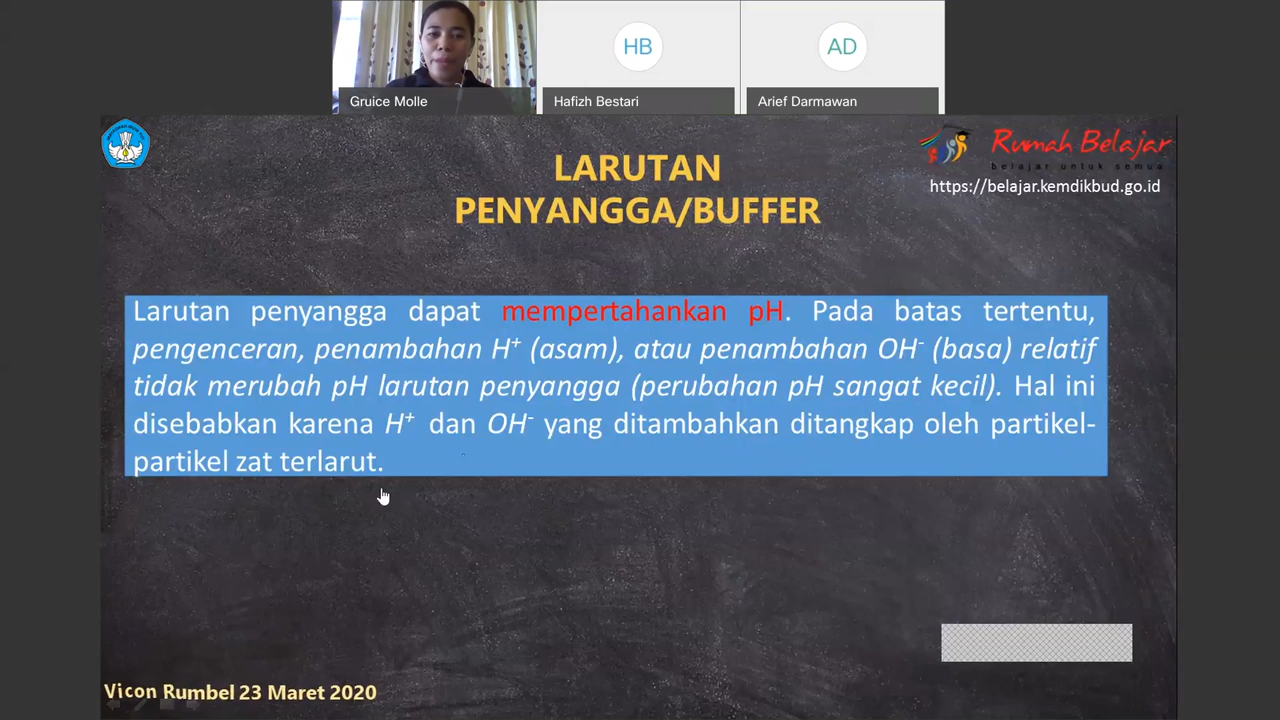 HB
AD
Gruice Molle
Hafizh Bestari
Arief Darmawan
Rumah Belajar
belajar untuk semua
https://belajar.kemdikbud.go.id
LARUTAN
PENYANGGA/BUFFER
Larutan penyangga dapat mempertahankan pH. Pada batas tertentu,
pengenceran, penambahan H⁺ (asam), atau penambahan OH⁻ (basa) relatif
tidak merubah pH larutan penyangga (perubahan pH sangat kecil). Hal ini
disebabkan karena H⁺ dan OH⁻ yang ditambahkan ditangkap oleh partikel-
partikel zat terlarut.
Vicon Rumbel 23 Maret 2020